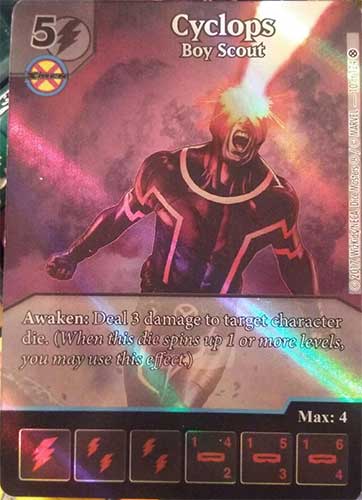 5
Cyclops
Boy Scout
Awaken: Deal 3 damage to target character
die. (When this die spins up 1 or more levels,
you may use this effect.)
Max: 4
1 4
2
1 5
3
1 6
4